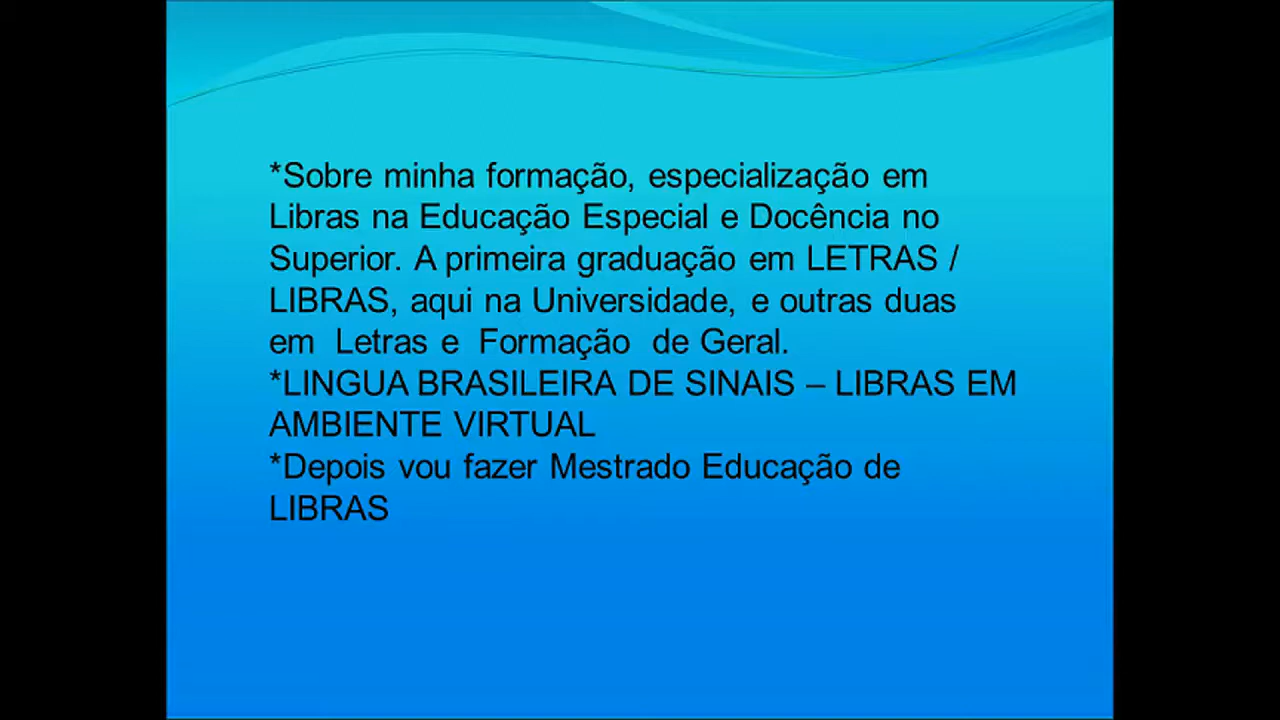 *Sobre minha formação, especialização em
Libras na Educação Especial e Docência no
Superior. A primeira graduação em LETRAS /
LIBRAS, aqui na Universidade, e outras duas
em  Letras e  Formação  de Geral.
*LINGUA BRASILEIRA DE SINAIS – LIBRAS EM
AMBIENTE VIRTUAL
*Depois vou fazer Mestrado Educação de
LIBRAS